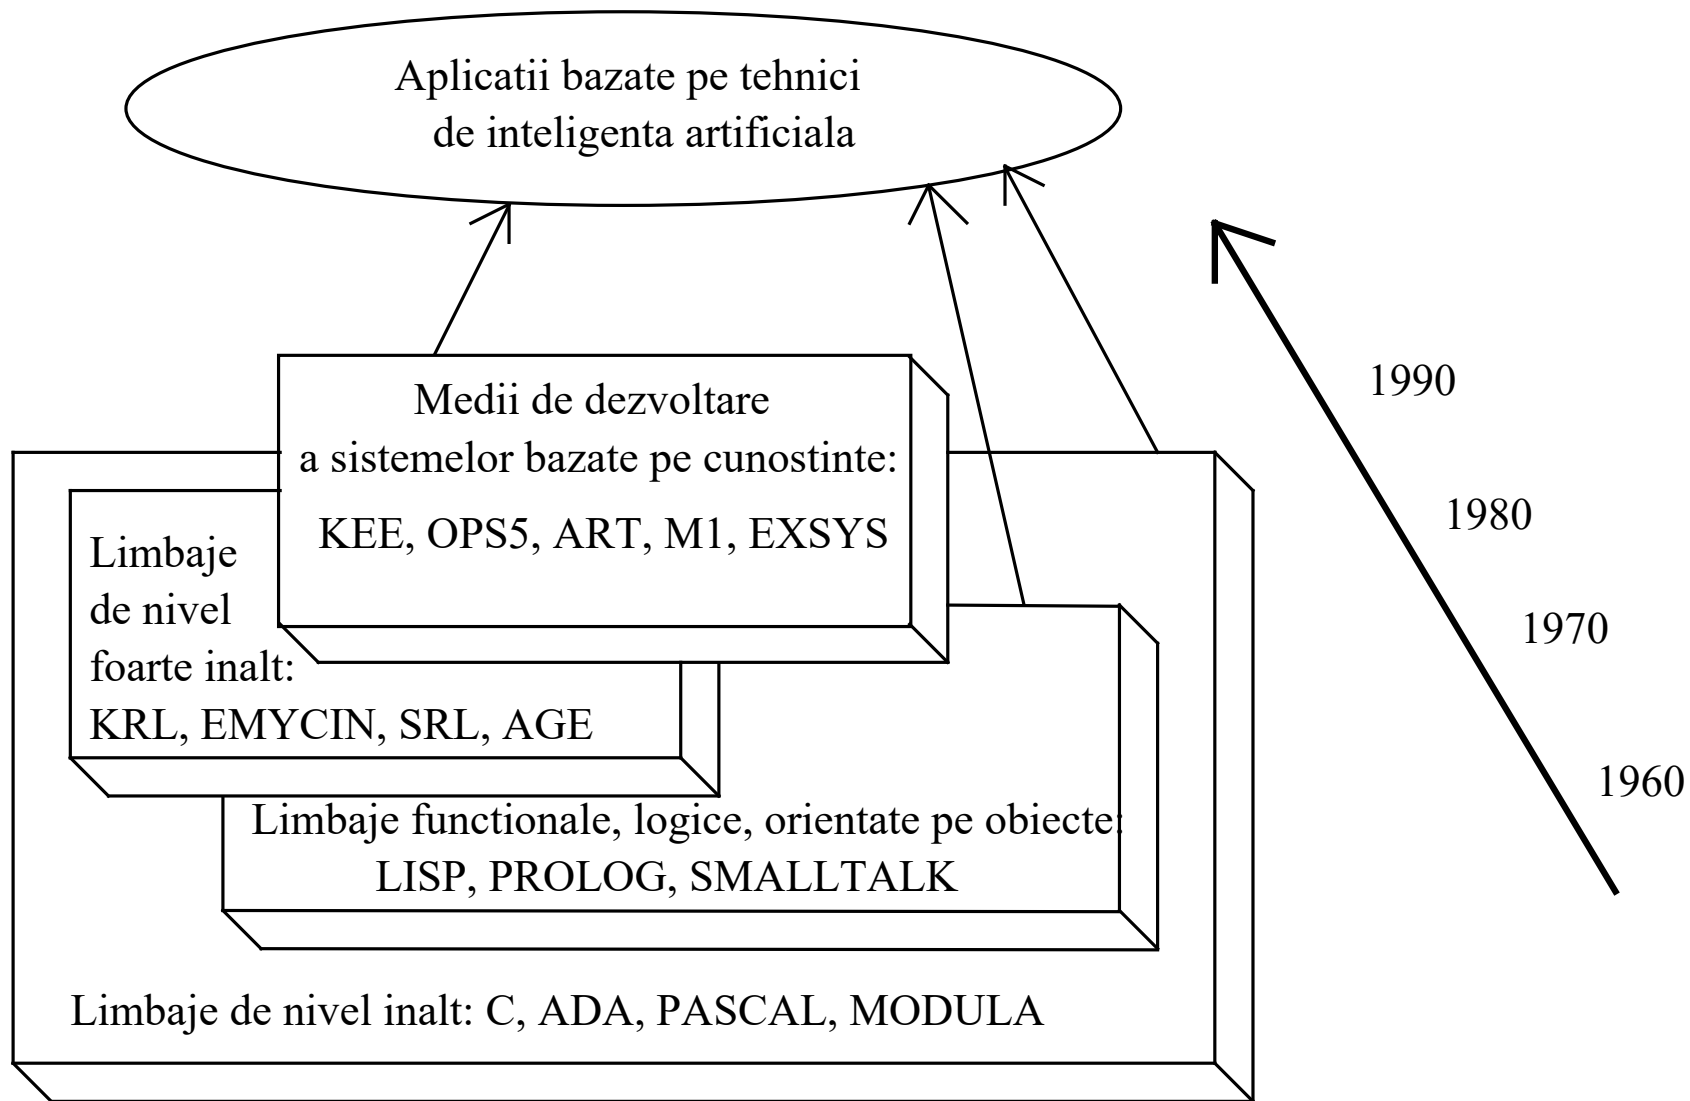 Aplicatii bazate pe tehnici
de inteligenta artificiala
Medii de dezvoltare
a sistemelor bazate pe cunostinte:
KEE, OPS5, ART, M1, EXSYS
Limbaje
de nivel
foarte inalt:
KRL, EMYCIN, SRL, AGE
Limbaje functionale, logice, orientate pe obiecte:
LISP, PROLOG, SMALLTALK
Limbaje de nivel inalt: C, ADA, PASCAL, MODULA
1990
1980
1970
1960